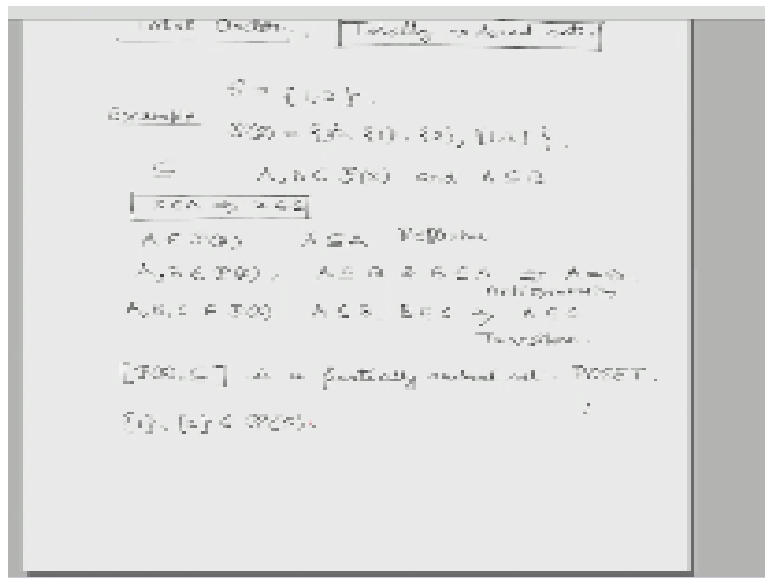 Total Order. Totally ordered set.
S = {1,2}.
Example P(S) = {∅, {1}, {2}, {1,2}}.
⊆ A, B ∈ P(S) and A ⊆ B
A ∈ P(S) A ⊆ A Reflexive
A, B ∈ P(S), A ⊆ B & B ⊆ A ⇒ A = B.
Antisymmetric
A, B, C ∈ P(S) A ⊆ B, B ⊆ C ⇒ A ⊆ C
Transitive.
[P(S), ⊆] is a partially ordered set - POSET.
{1}, {2} ∈ P(S).